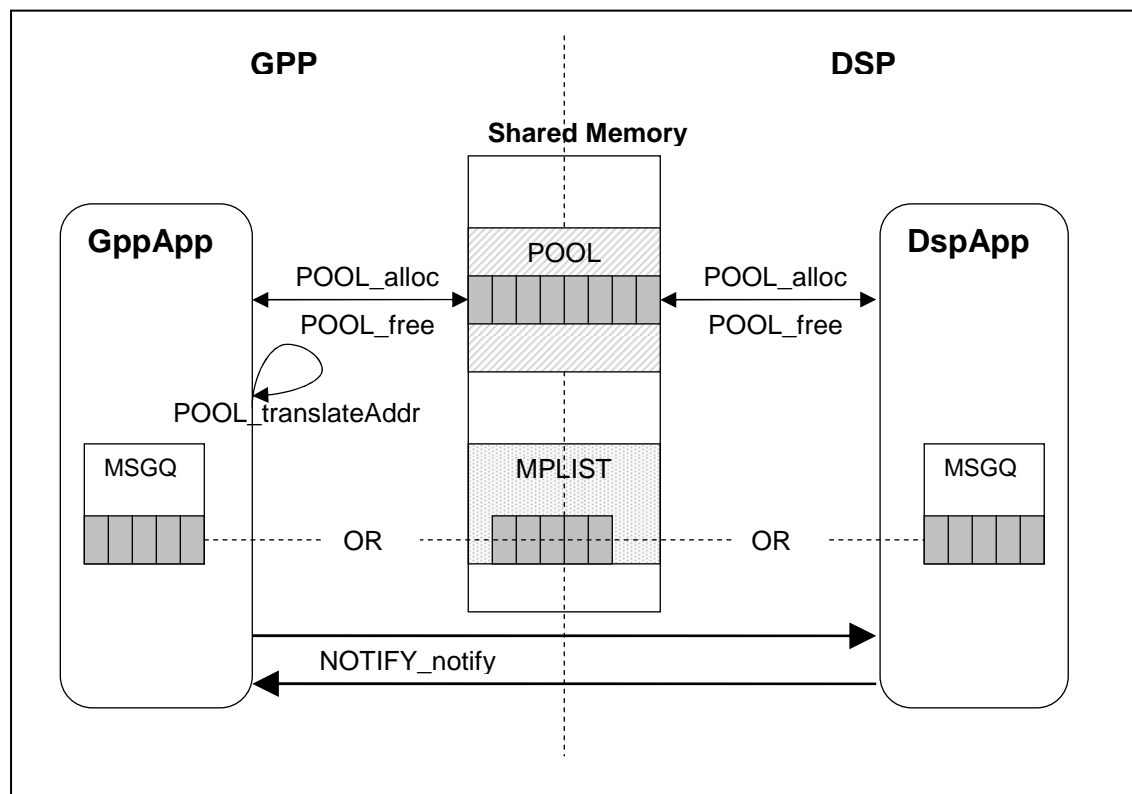 GPP
DSP
Shared Memory
GppApp
POOL
DspApp
POOL_alloc
POOL_alloc
POOL_free
POOL_free
POOL_translateAddr
MSGQ
MPLIST
MSGQ
OR
OR
NOTIFY_notify